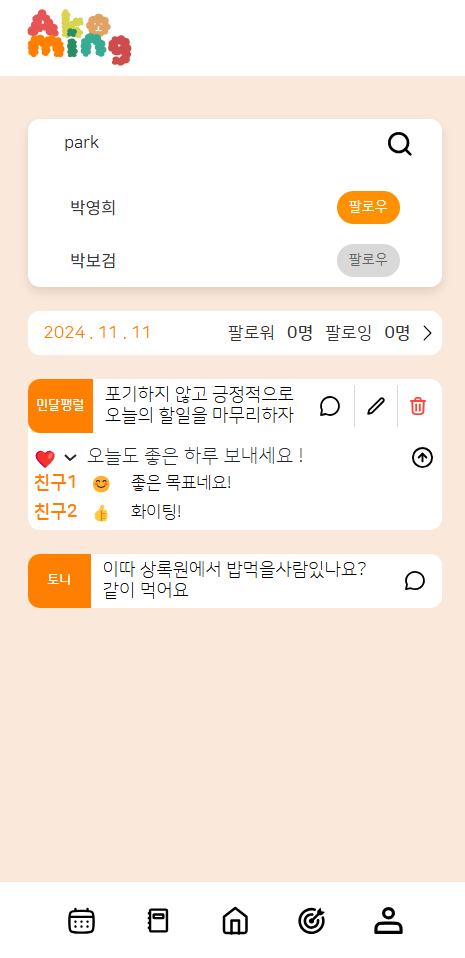 Ako
ming
park
박영희 팔로우
박보검 팔로우
2024 . 11 . 11 팔로워 0명 팔로잉 0명
민달팽럴 포기하지 않고 긍정적으로
오늘의 할일을 마무리하자
오늘도 좋은 하루 보내세요 !
친구1 좋은 목표네요!
친구2 화이팅!
토니 이따 상록원에서 밥먹을사람있나요?
같이 먹어요